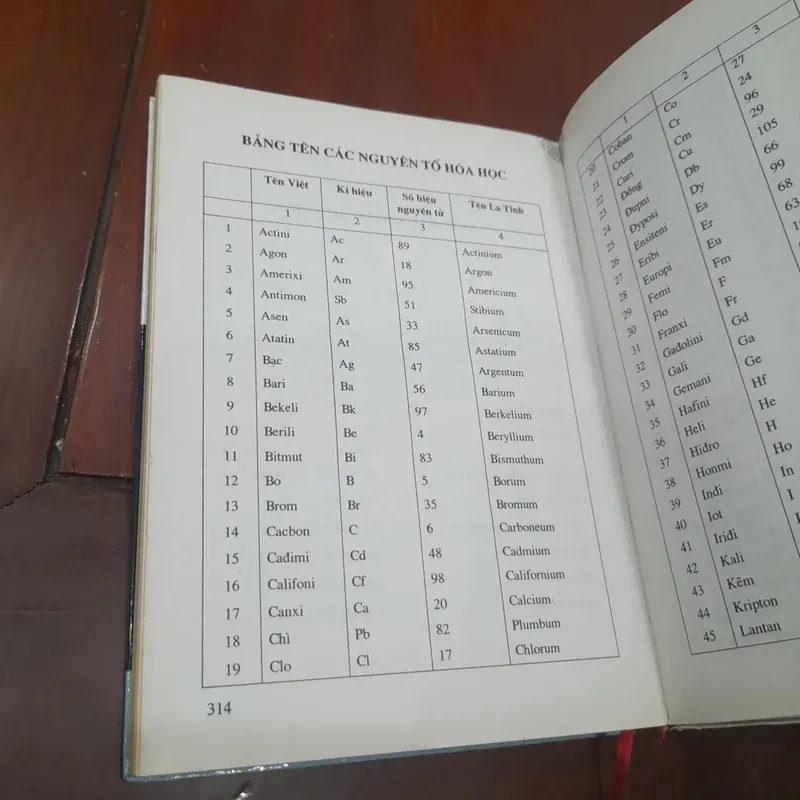 BẢNG TÊN CÁC NGUYÊN TỐ HÓA HỌC
Tên Việt Kí hiệu Số hiệu nguyên tử Tên La Tinh
1 2 3 4
1 Actini Ac 89 Actinium
2 Agon Ar 18 Argon
3 Amerixi Am 95 Americium
4 Antimon Sb 51 Stibium
5 Asen As 33 Arsenicum
6 Atatin At 85 Astatium
7 Bạc Ag 47 Argentum
8 Bari Ba 56 Barium
9 Bekeli Bk 97 Berkelium
10 Berili Be 4 Beryllium
11 Bitmut Bi 83 Bismuthum
12 Bo B 5 Borum
13 Brom Br 35 Bromum
14 Cacbon C 6 Carboneum
15 Cađimi Cd 48 Cadmium
16 Califoni Cf 98 Californium
17 Canxi Ca 20 Calcium
18 Chì Pb 82 Plumbum
19 Clo Cl 17 Chlorum
314
1 2 3
20 Coban Co 27
21 Crom Cr 24
22 Curi Cm 96
23 Đồng Cu 29
24 Dupni Db 105
25 Dyposi Dy 66
26 Ensiteni Es 99
27 Eribi Er 68
28 Europi Eu 63
29 Femi Fm
30 Flo F
31 Franxi Fr
32 Gadolini Gd
33 Gali Ga
34 Gemani Ge
35 Hafini Hf
36 Heli He
37 Hiđro H
38 Honmi Ho
39 Inđi In
40 Iot I
41 Iriđi
42 Kali
43 Kẽm
44 Kripton
45 Lantan